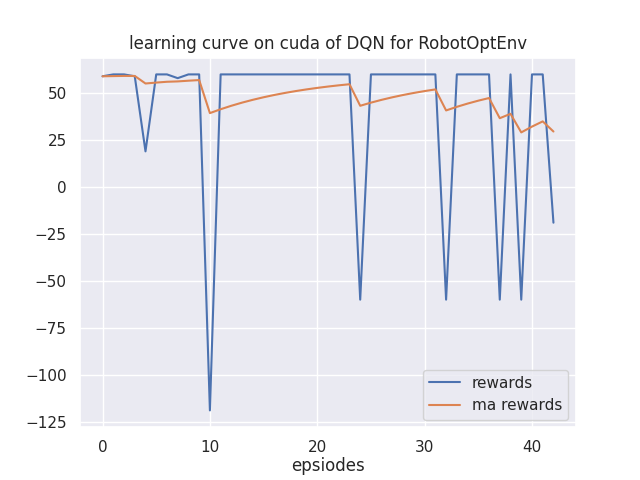 learning curve on cuda of DQN for RobotOptEnv
50
25
0
−25
−50
−75
−100
−125
rewards
ma rewards
0 10 20 30 40
epsiodes